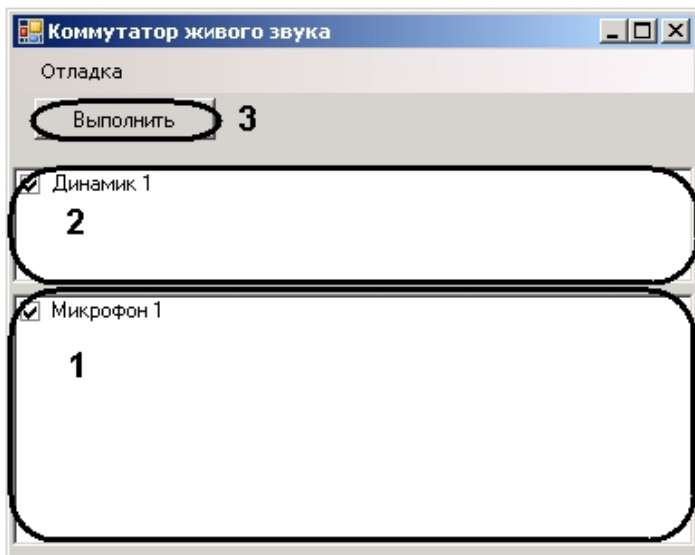 Коммутатор живого звука
Отладка
Выполнить 3
Динамик 1
2
Микрофон 1
1